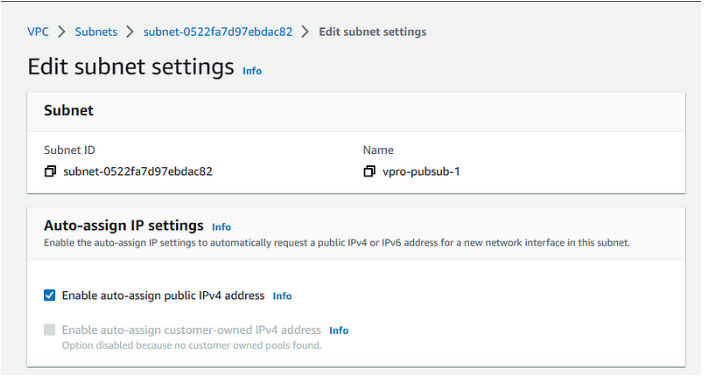 VPC > Subnets > subnet-0522fa7d97ebdac82 > Edit subnet settings
Edit subnet settings Info
Subnet
Subnet ID Name
subnet-0522fa7d97ebdac82 vpro-pubsub-1
Auto-assign IP settings Info
Enable the auto-assign IP settings to automatically request a public IPv4 or IPv6 address for a new network interface in this subnet.
Enable auto-assign public IPv4 address Info
Enable auto-assign customer-owned IPv4 address Info
Option disabled because no customer owned pools found.